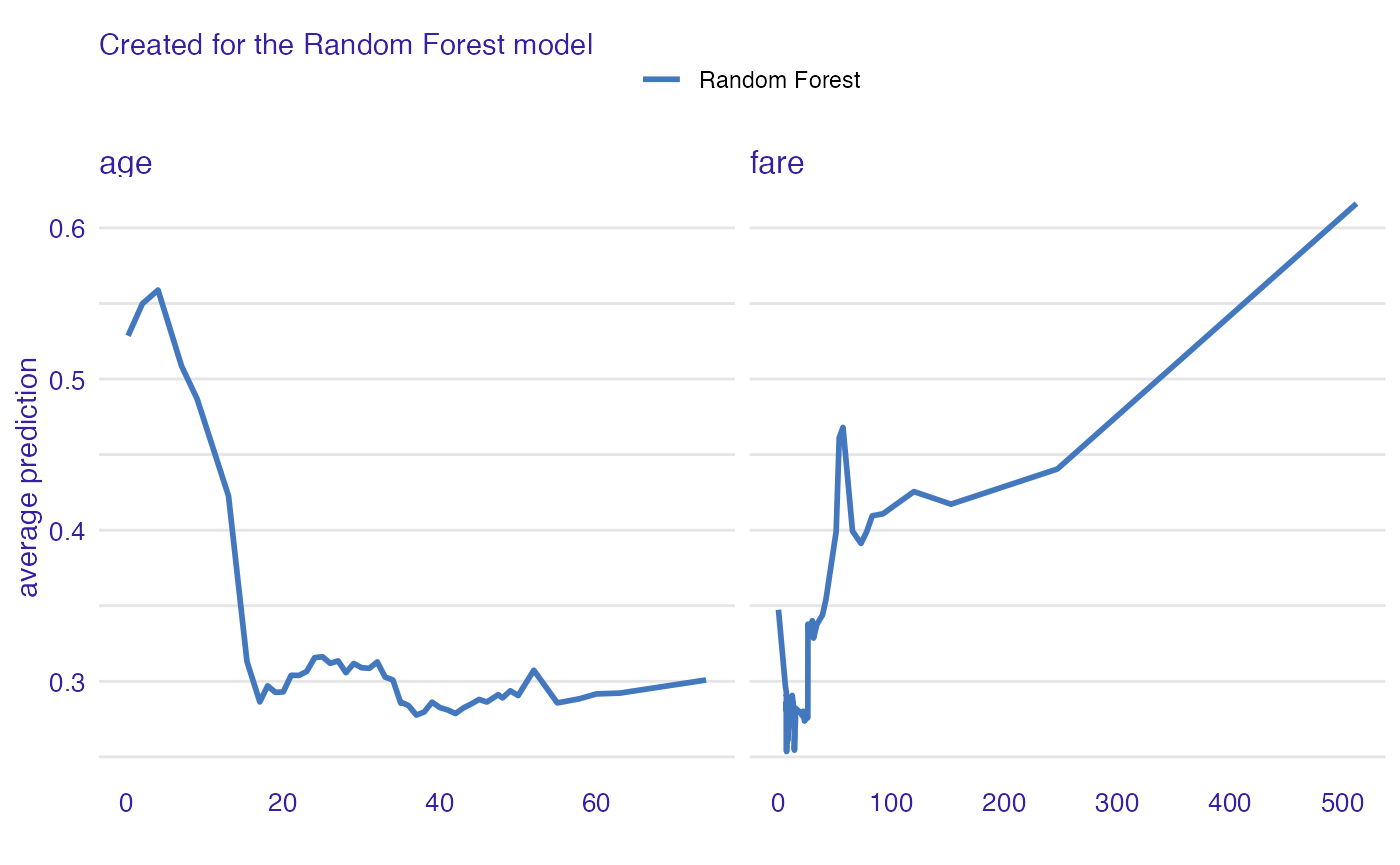 Created for the Random Forest model
Random Forest
age
fare
average prediction
0.6
0.5
0.4
0.3
0 20 40 60
0 100 200 300 400 500